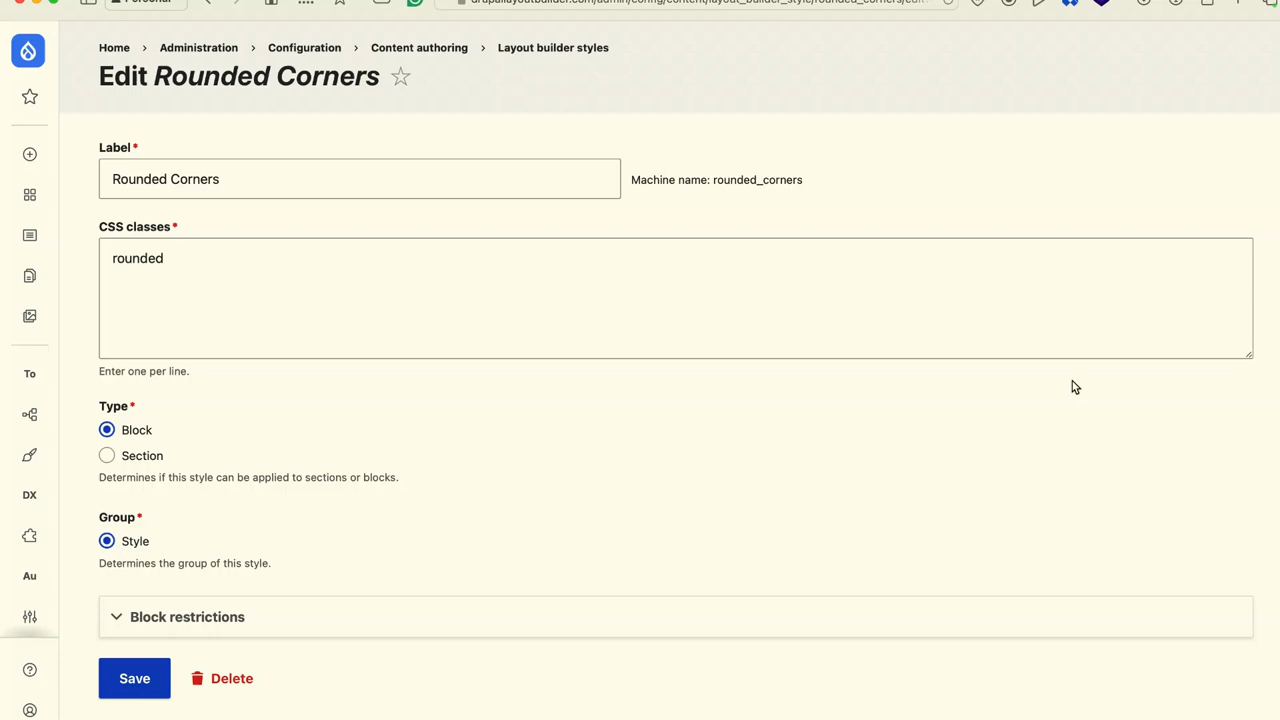 Home > Administration > Configuration > Content authoring > Layout builder styles
Edit Rounded Corners
Label*
Rounded Corners
Machine name: rounded_corners
CSS classes*
rounded
Enter one per line.
To
Type*
Block
Section
Determines if this style can be applied to sections or blocks.
DX
Group*
Style
Determines the group of this style.
Au
Block restrictions
Save
Delete